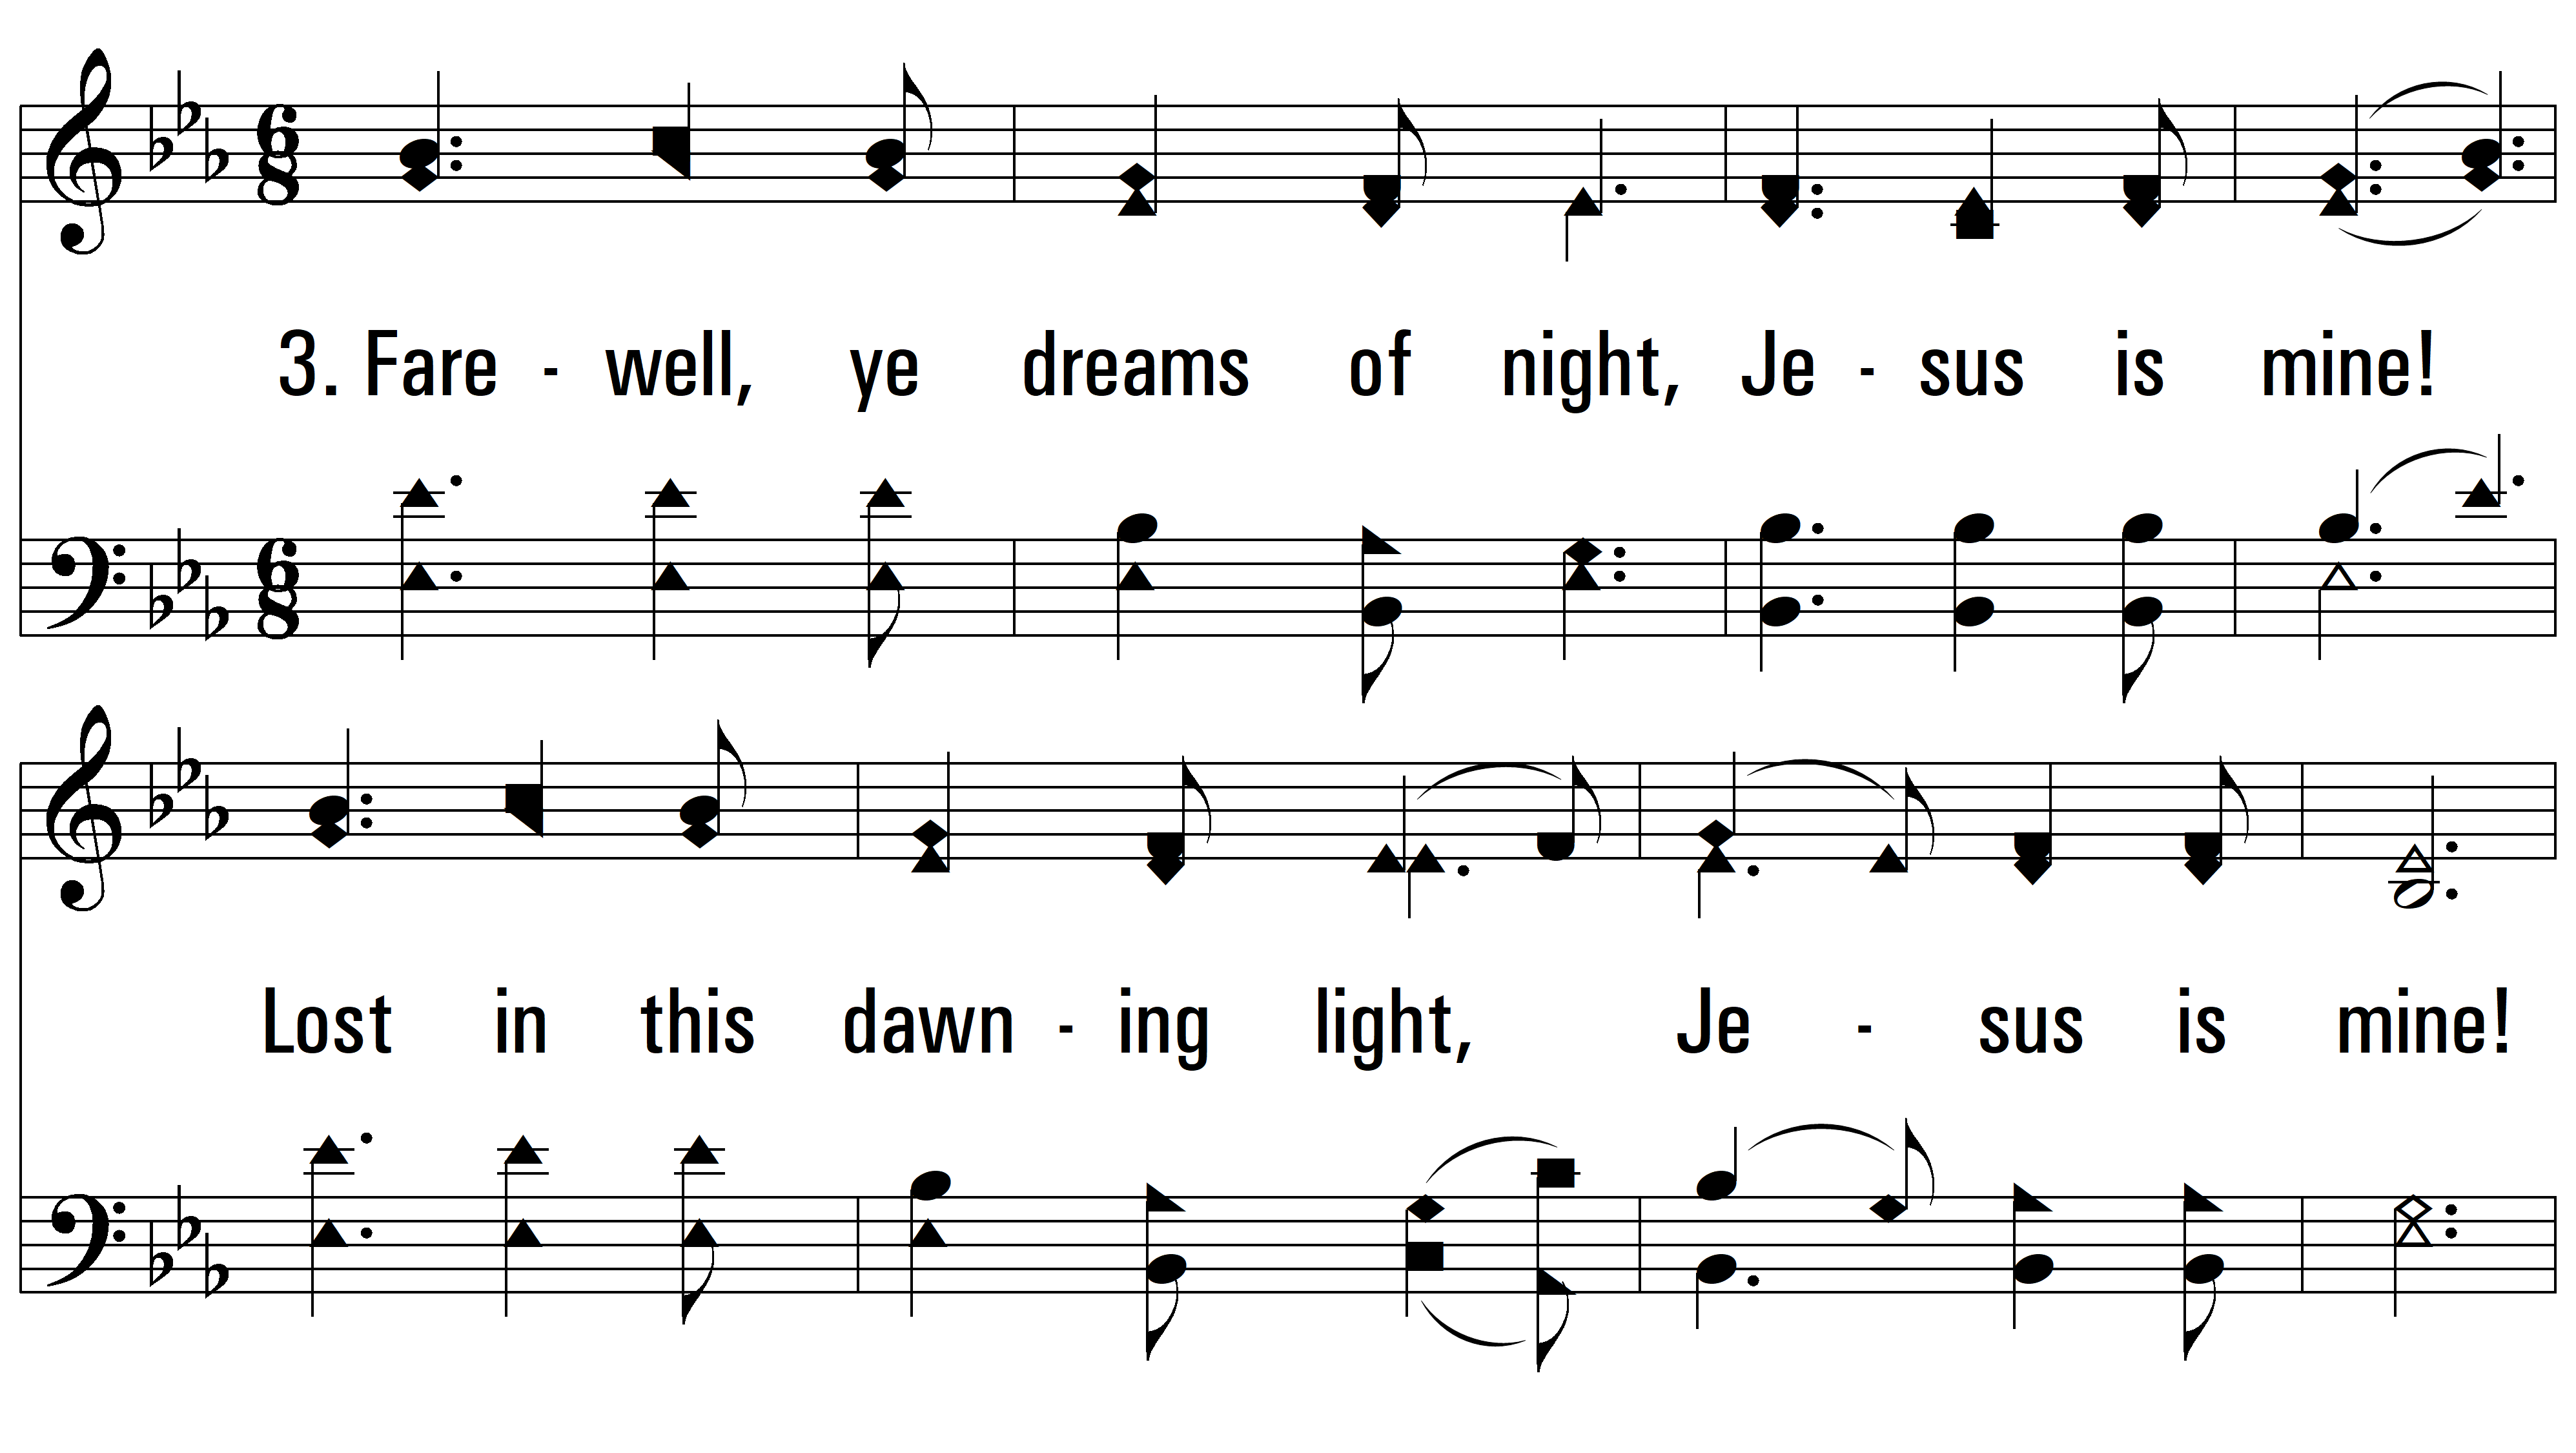 3. Fare - well, ye dreams of night, Je - sus is mine!
Lost in this dawn - ing light, Je - sus is mine!